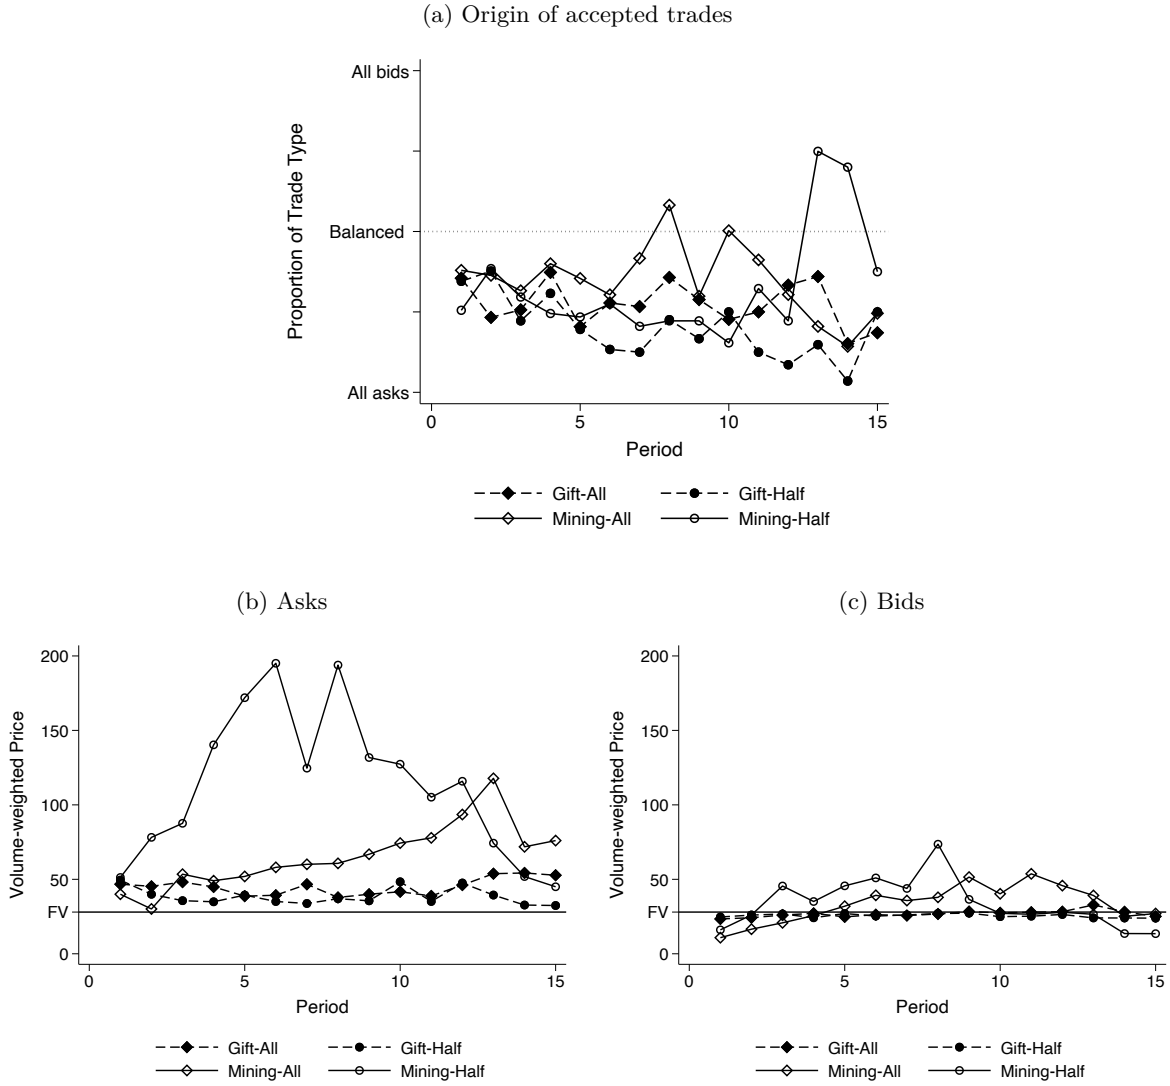 (a) Origin of accepted trades
All bids
Balanced
All asks
Proportion of Trade Type
0 5 10 15
Period
Gift-All Gift-Half
Mining-All Mining-Half
(b) Asks
200
150
100
50
FV
0
Volume-weighted Price
0 5 10 15
Period
Gift-All Gift-Half
Mining-All Mining-Half
(c) Bids
200
150
100
50
FV
0
Volume-weighted Price
0 5 10 15
Period
Gift-All Gift-Half
Mining-All Mining-Half